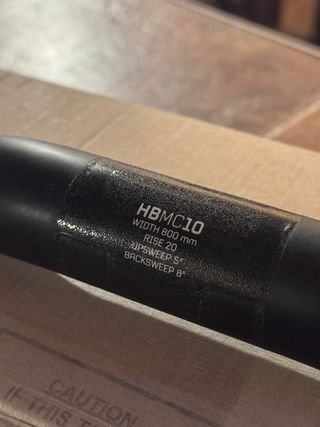 HBMC10
WIDTH 800 mm
RISE 20
UPSWEEP 5°
BACKSWEEP 8°
CAUTION
IF THIS